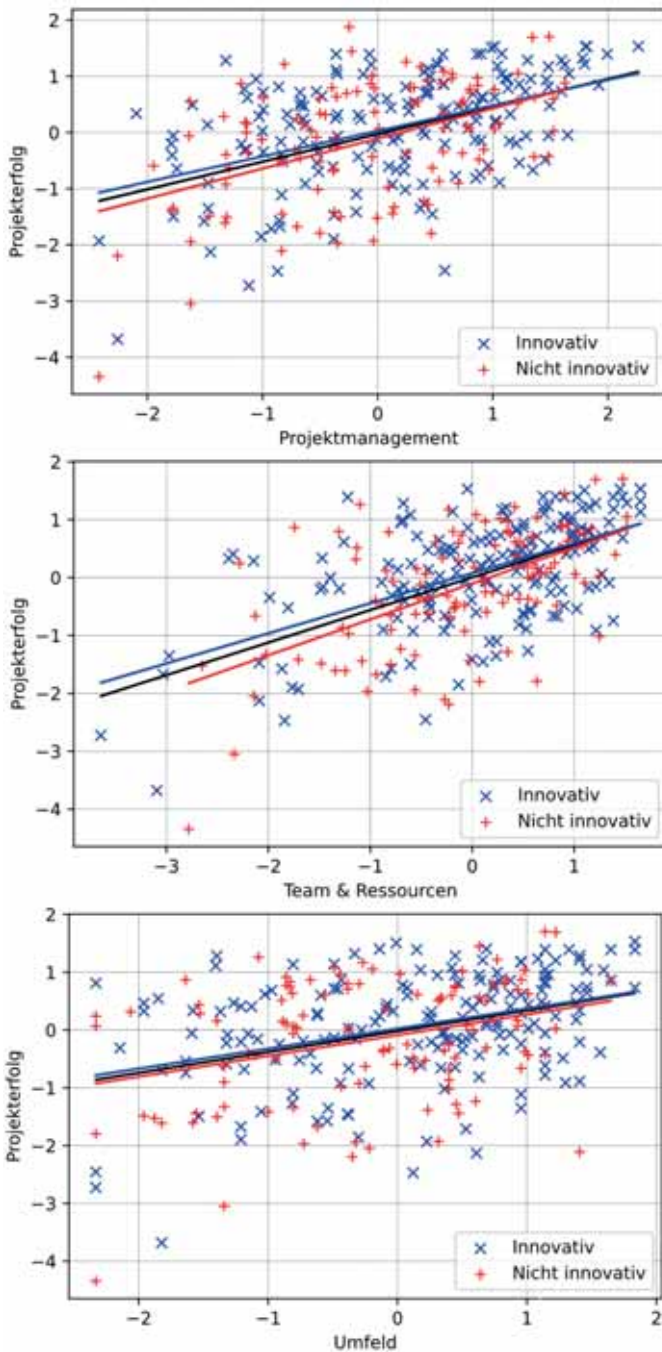 2
1
0
−1
−2
−3
−4
Projekterfolg
Innovativ
Nicht innovativ
−2 −1 0 1 2
Projektmanagement
2
1
0
−1
−2
−3
−4
Projekterfolg
Innovativ
Nicht innovativ
−3 −2 −1 0 1
Team & Ressourcen
2
1
0
−1
−2
−3
−4
Projekterfolg
Innovativ
Nicht innovativ
−2 −1 0 1 2
Umfeld